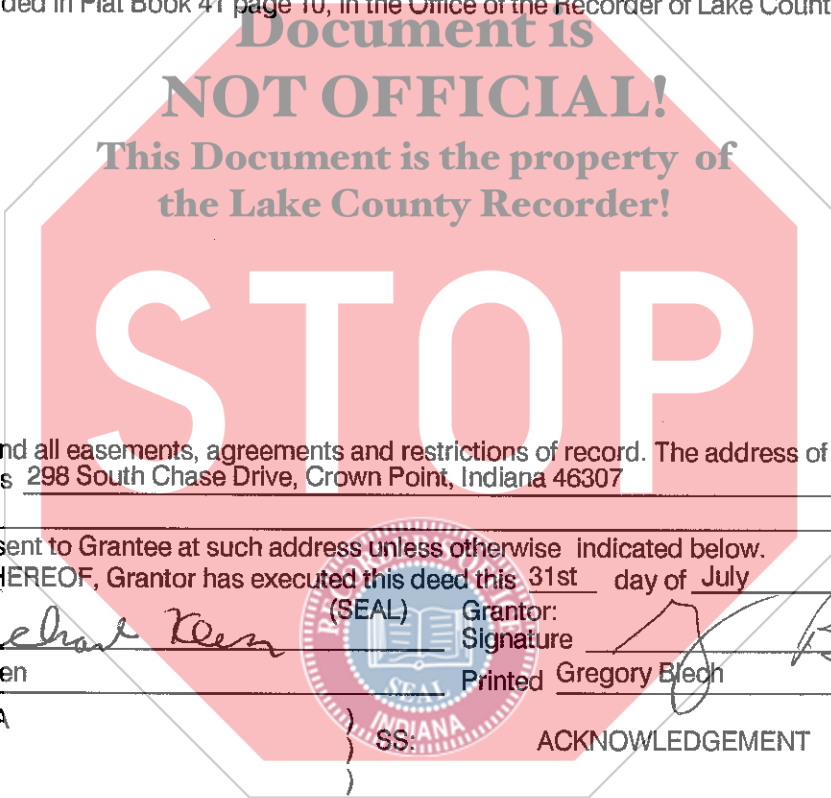 ded in Plat Book 41 page 10, in the Office of the Recorder of Lake Count
Document is
NOT OFFICIAL!
This Document is the property of
the Lake County Recorder!
STOP
nd all easements, agreements and restrictions of record. The address of
s 298 South Chase Drive, Crown Point, Indiana 46307
sent to Grantee at such address unless otherwise indicated below.
HEREOF, Grantor has executed this deed this 31st day of July
(SEAL) Grantor:
Signature
en Printed Gregory Blech
A
SS: ACKNOWLEDGEMENT
RECORDER'S OFFICE
SEAL
INDIANA